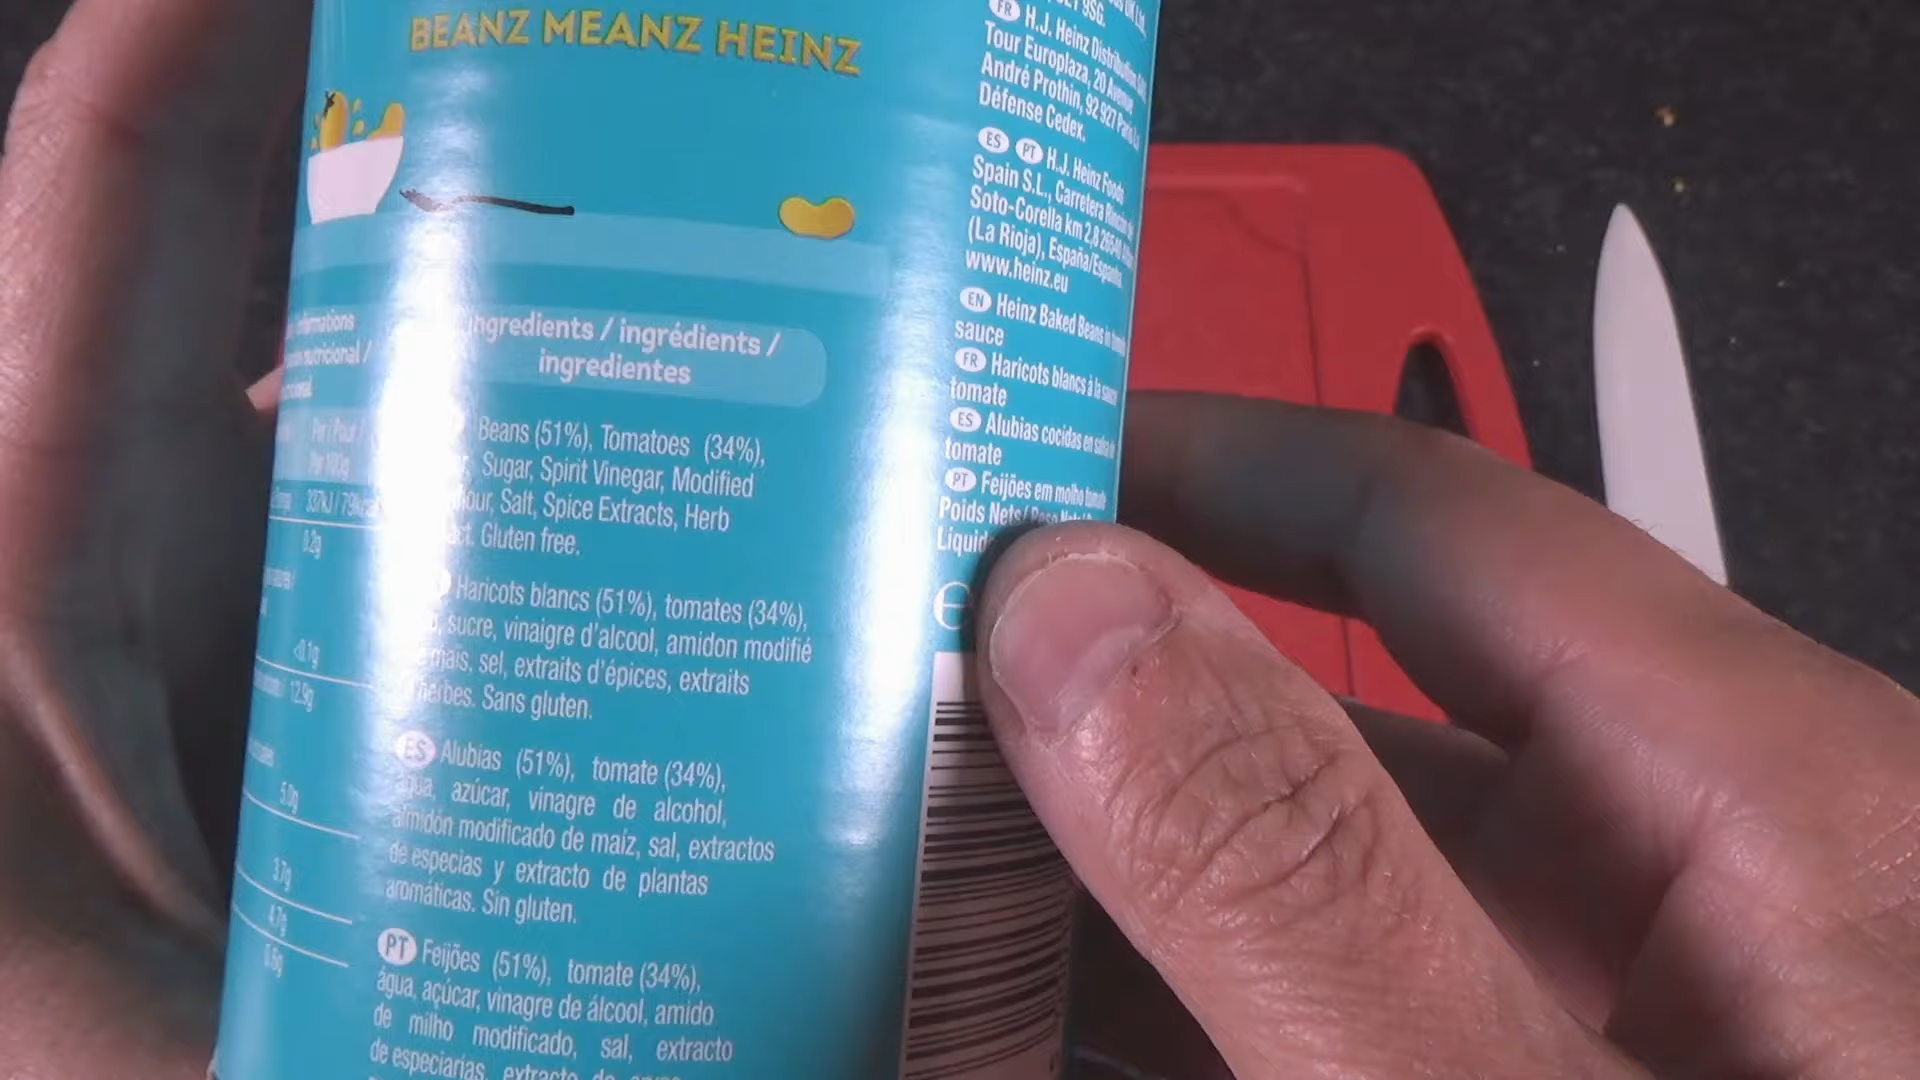 BEANZ MEANZ HEINZ
informations
nutricional /
Per / Pour /
Per 100g
337kJ / 79kcal
0.2g
<0.1g
12.9g
5.0g
3.7g
4.7g
0.6g
ingredients / ingrédients /
ingredientes
Beans (51%), Tomatoes (34%),
Sugar, Spirit Vinegar, Modified
Salt, Spice Extracts, Herb
Gluten free.
Haricots blancs (51%), tomates (34%),
sucre, vinaigre d'alcool, amidon modifié
maïs, sel, extraits d'épices, extraits
herbes. Sans gluten.
ES Alubias (51%), tomate (34%),
agua, azúcar, vinagre de alcohol,
almidón modificado de maíz, sal, extractos
de especias y extracto de plantas
aromáticas. Sin gluten.
PT Feijões (51%), tomate (34%),
água, açúcar, vinagre de álcool, amido
de milho modificado, sal, extracto
de especiarias, extracto de
9SG.
FR H.J. Heinz
Tour Europlaza, 20 Avenue
André Prothin, 92 927 Paris La
Défense Cedex.
ES PT H.J. Heinz Foods
Spain S.L., Carretera Rincón de
Soto-Corella km 2,8 26540
(La Rioja), España/Espanha
www.heinz.eu
EN Heinz Baked Beans in
sauce
FR Haricots blancs à la sauce
tomate
ES Alubias cocidas en salsa de
tomate
PT Feijões em molho tomate
Poids Nets/
e